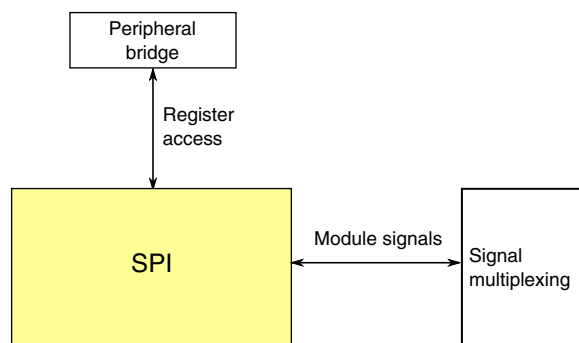 Peripheral
bridge
Register
access
SPI
Module signals
Signal
multiplexing